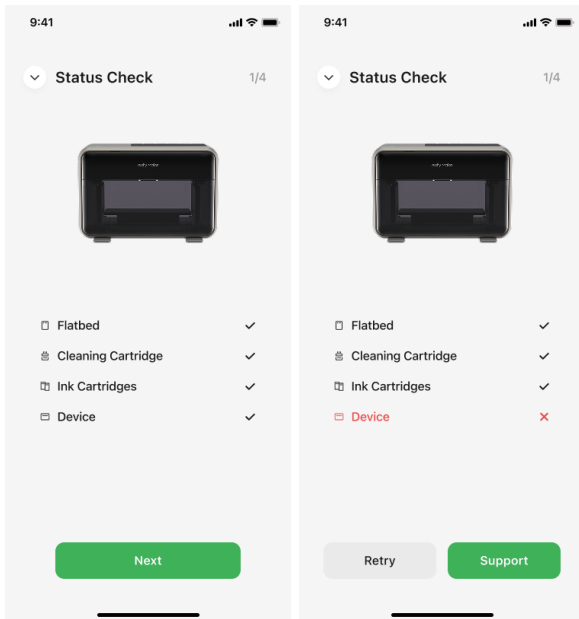 9:41
Status Check 1/4
Flatbed
Cleaning Cartridge
Ink Cartridges
Device
Next
9:41
Status Check 1/4
Flatbed
Cleaning Cartridge
Ink Cartridges
Device
Retry Support